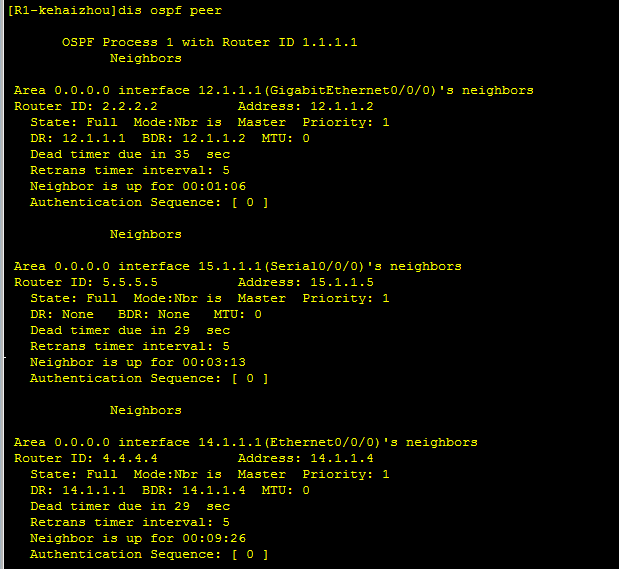 [R1-kehaizhou]dis ospf peer
OSPF Process 1 with Router ID 1.1.1.1
Neighbors
Area 0.0.0.0 interface 12.1.1.1(GigabitEthernet0/0/0)'s neighbors
Router ID: 2.2.2.2          Address: 12.1.1.2
State: Full  Mode:Nbr is  Master  Priority: 1
DR: 12.1.1.1  BDR: 12.1.1.2  MTU: 0
Dead timer due in 35  sec
Retrans timer interval: 5
Neighbor is up for 00:01:06
Authentication Sequence: [ 0 ]
Neighbors
Area 0.0.0.0 interface 15.1.1.1(Serial0/0/0)'s neighbors
Router ID: 5.5.5.5          Address: 15.1.1.5
State: Full  Mode:Nbr is  Master  Priority: 1
DR: None   BDR: None   MTU: 0
Dead timer due in 29  sec
Retrans timer interval: 5
Neighbor is up for 00:03:13
Authentication Sequence: [ 0 ]
Neighbors
Area 0.0.0.0 interface 14.1.1.1(Ethernet0/0/0)'s neighbors
Router ID: 4.4.4.4          Address: 14.1.1.4
State: Full  Mode:Nbr is  Master  Priority: 1
DR: 14.1.1.1  BDR: 14.1.1.4  MTU: 0
Dead timer due in 29  sec
Retrans timer interval: 5
Neighbor is up for 00:09:26
Authentication Sequence: [ 0 ]